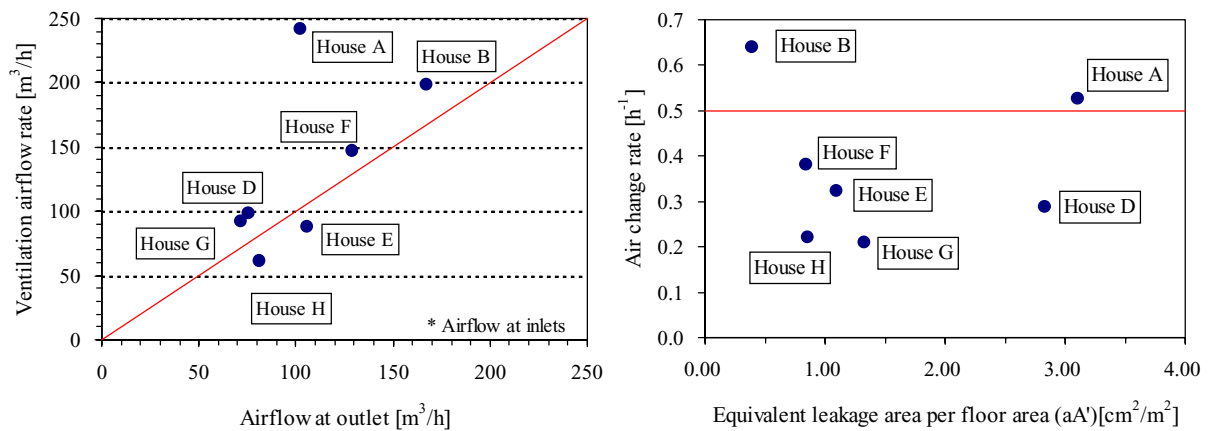 250
200
150
100
50
0
Ventilation airflow rate [m³/h]
House A
House B
House F
House D
House G
House E
House H
* Airflow at inlets
0 50 100 150 200 250
Airflow at outlet [m³/h]
0.7
0.6
0.5
0.4
0.3
0.2
0.1
0.0
Air change rate [h⁻¹]
House B
House A
House F
House E
House D
House H
House G
0.00 1.00 2.00 3.00 4.00
Equivalent leakage area per floor area (aA')[cm²/m²]